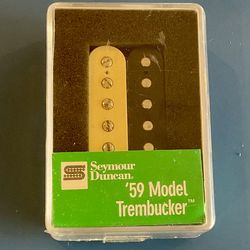 Seymour
Duncan.
'59 Model
Trembucker™